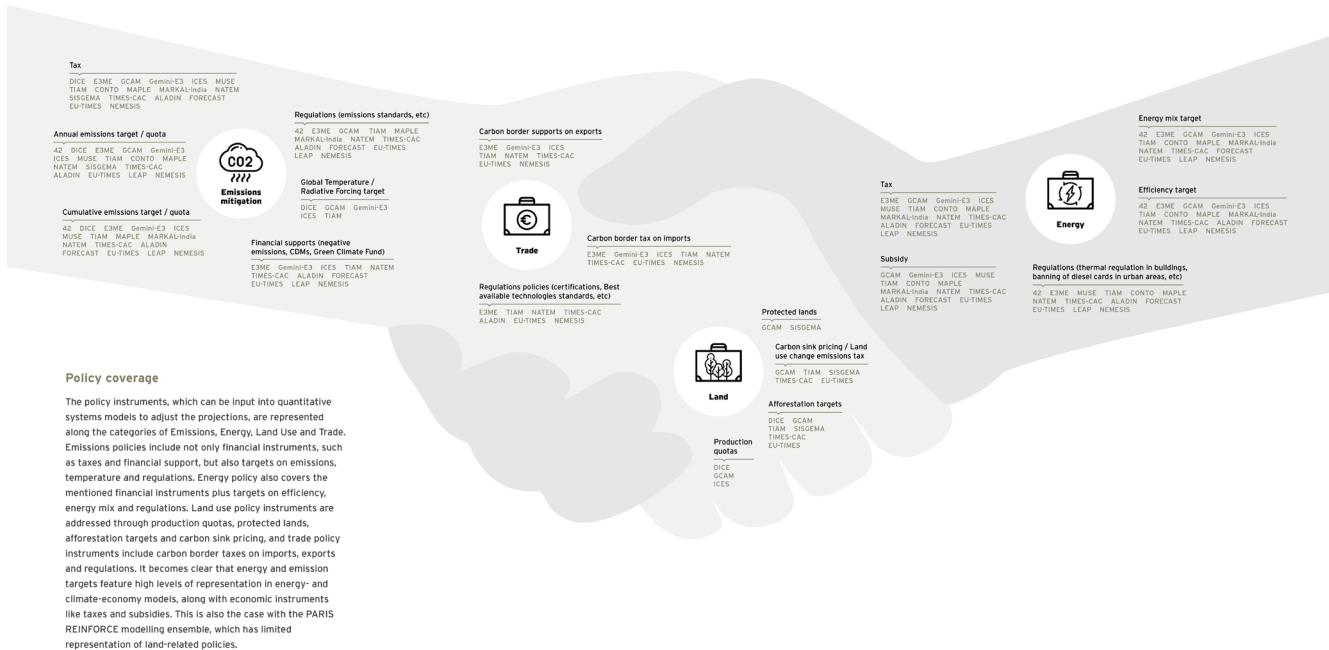 Tax
DICE E3ME GCAM Gemini-E3 ICES MUSE
TIAM CONTO MAPLE MARKAL-India NATEM
SISGEMA TIMES-CAC ALADIN FORECAST
EU-TIMES NEMESIS
Annual emissions target / quota
42 DICE E3ME GCAM Gemini-E3
ICES MUSE TIAM CONTO MAPLE
NATEM SISGEMA TIMES-CAC
ALADIN EU-TIMES LEAP NEMESIS
Cumulative emissions target / quota
42 DICE E3ME Gemini-E3 ICES
MUSE TIAM MAPLE MARKAL-India
NATEM TIMES-CAC ALADIN
FORECAST EU-TIMES LEAP NEMESIS
CO2
Emissions
mitigation
Regulations (emissions standards, etc)
42 E3ME GCAM TIAM MAPLE
MARKAL-India NATEM TIMES-CAC
ALADIN FORECAST EU-TIMES
LEAP NEMESIS
Global Temperature /
Radiative Forcing target
DICE GCAM Gemini-E3
ICES TIAM
Financial supports (negative
emissions, CDMs, Green Climate Fund)
E3ME Gemini-E3 ICES TIAM NATEM
TIMES-CAC ALADIN FORECAST
EU-TIMES LEAP NEMESIS
Carbon border supports on exports
E3ME Gemini-E3 ICES
TIAM NATEM TIMES-CAC
EU-TIMES NEMESIS
€
Trade
Carbon border tax on imports
E3ME Gemini-E3 ICES TIAM NATEM
TIMES-CAC EU-TIMES NEMESIS
Regulations policies (certifications, Best
available technologies standards, etc)
E3ME TIAM NATEM TIMES-CAC
ALADIN EU-TIMES NEMESIS
Land
Protected lands
GCAM SISGEMA
Carbon sink pricing / Land
use change emissions tax
GCAM TIAM SISGEMA
TIMES-CAC EU-TIMES
Afforestation targets
DICE GCAM
TIAM SISGEMA
TIMES-CAC
EU-TIMES
Production
quotas
DICE
GCAM
ICES
Tax
E3ME GCAM Gemini-E3 ICES
MUSE TIAM CONTO MAPLE
MARKAL-India NATEM TIMES-CAC
ALADIN FORECAST EU-TIMES
LEAP NEMESIS
Subsidy
GCAM Gemini-E3 ICES MUSE
TIAM CONTO MAPLE
MARKAL-India NATEM TIMES-CAC
ALADIN FORECAST EU-TIMES
LEAP NEMESIS
Energy
Energy mix target
42 E3ME GCAM Gemini-E3 ICES
TIAM CONTO MAPLE MARKAL-India
NATEM TIMES-CAC FORECAST
EU-TIMES LEAP NEMESIS
Efficiency target
42 E3ME GCAM Gemini-E3 ICES
TIAM CONTO MAPLE MARKAL-India
NATEM TIMES-CAC ALADIN FORECAST
EU-TIMES LEAP NEMESIS
Regulations (thermal regulation in buildings,
banning of diesel cards in urban areas, etc)
42 E3ME MUSE TIAM CONTO MAPLE
NATEM TIMES-CAC ALADIN FORECAST
EU-TIMES LEAP NEMESIS
Policy coverage
The policy instruments, which can be input into quantitative
systems models to adjust the projections, are represented
along the categories of Emissions, Energy, Land Use and Trade.
Emissions policies include not only financial instruments, such
as taxes and financial support, but also targets on emissions,
temperature and regulations. Energy policy also covers the
mentioned financial instruments plus targets on efficiency,
energy mix and regulations. Land use policy instruments are
addressed through production quotas, protected lands,
afforestation targets and carbon sink pricing, and trade policy
instruments include carbon border taxes on imports, exports
and regulations. It becomes clear that energy and emission
targets feature high levels of representation in energy- and
climate-economy models, along with economic instruments
like taxes and subsidies. This is also the case with the PARIS
REINFORCE modelling ensemble, which has limited
representation of land-related policies.